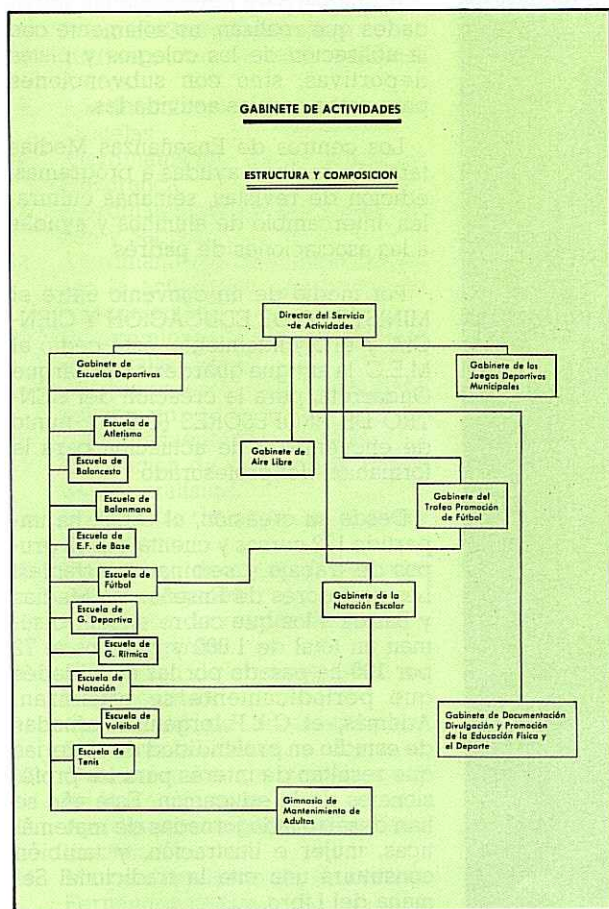 GABINETE DE ACTIVIDADES
ESTRUCTURA Y COMPOSICION
Director del Servicio
-de Actividades
Gabinete de
Escuelas Deportivas
Gabinete de los
Juegos Deportivos
Municipales
Escuela de
Atletismo
Escuela de
Baloncesto
Gabinete de
Aire Libre
Escuela de
Balonmano
Gabinete del
Trofeo Promoción
de Fútbol
Escuela de
E.F. de Base
Escuela de
Fútbol
Gabinete de la
Natación Escolar
Escuela de
G. Deportiva
Escuela de
G. Rítmica
Escuela de
Natación
Escuela de
Voleibol
Gabinete de Documentación
Divulgación y Promoción
de la Educación Física y
el Deporte
Escuela de
Tenis
Gimnasia de
Mantenimiento de
Adultos